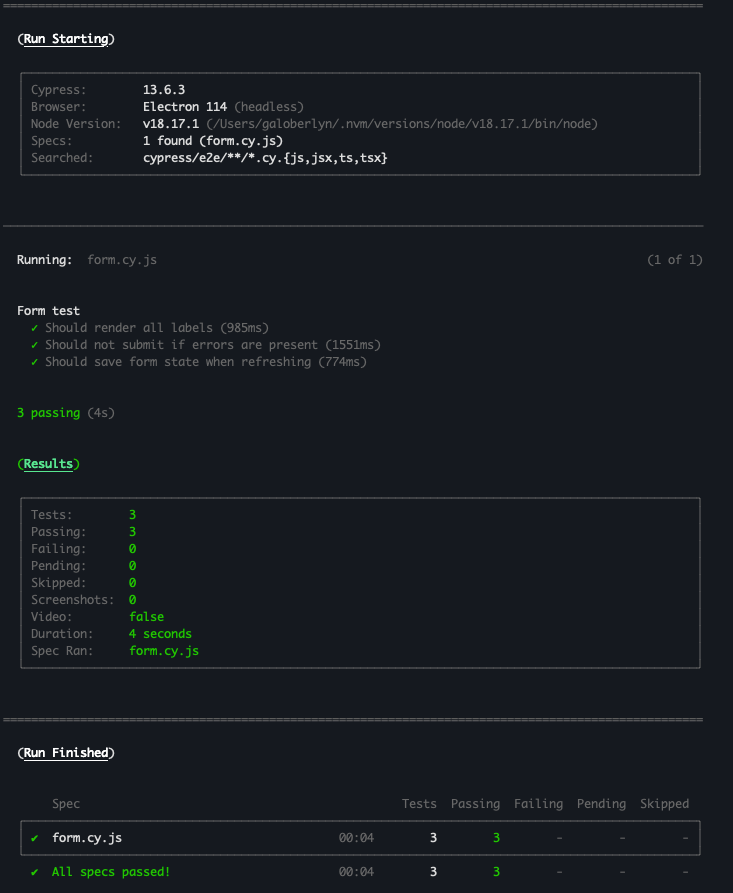 (Run Starting)
Cypress: 13.6.3
Browser: Electron 114 (headless)
Node Version: v18.17.1 (/Users/galoberlyn/.nvm/versions/node/v18.17.1/bin/node)
Specs: 1 found (form.cy.js)
Searched: cypress/e2e/**/*.cy.{js,jsx,ts,tsx}
Running: form.cy.js (1 of 1)
Form test
✓ Should render all labels (985ms)
✓ Should not submit if errors are present (1551ms)
✓ Should save form state when refreshing (774ms)
3 passing (4s)
(Results)
Tests: 3
Passing: 3
Failing: 0
Pending: 0
Skipped: 0
Screenshots: 0
Video: false
Duration: 4 seconds
Spec Ran: form.cy.js
(Run Finished)
Spec Tests Passing Failing Pending Skipped
✔ form.cy.js 00:04 3 3 - - -
✔ All specs passed! 00:04 3 3 - - -